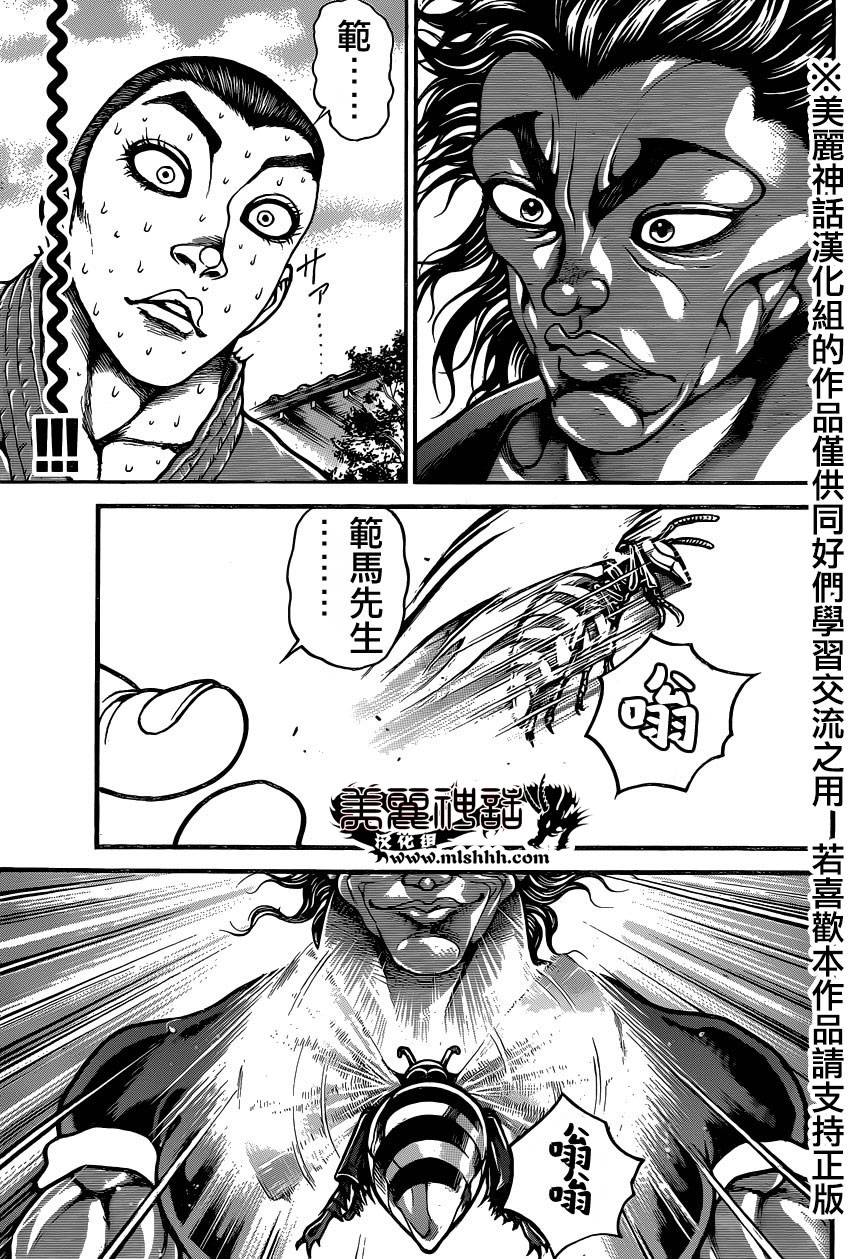 範……
サァ…
!!!
範馬先生
………
嗡
美麗神話
汉化组
www.mlshhh.com
嗡嗡
※美麗神話漢化組的作品僅供同好們學習交流之用—若喜歡本作品請支持正版